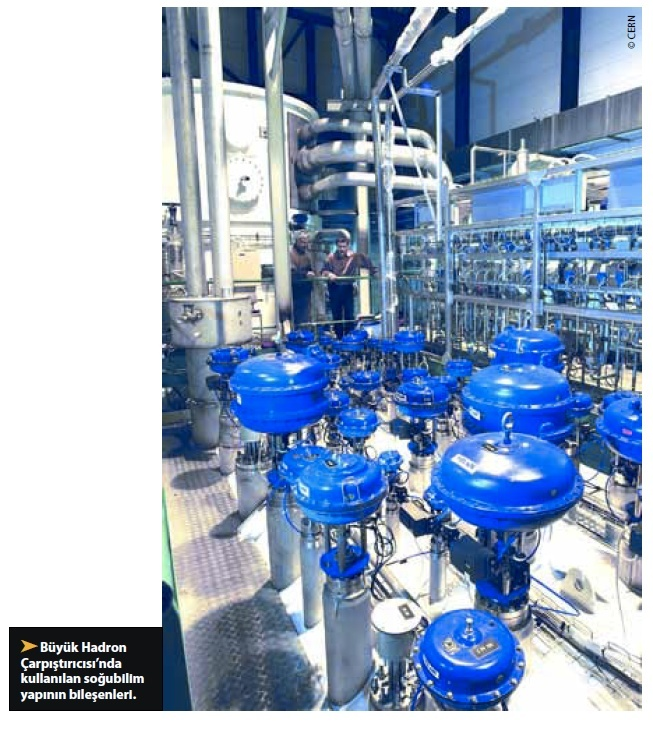 © CERN
➤ Büyük Hadron
Çarpıştırıcısı’nda
kullanılan soğubilim
yapının bileşenleri.